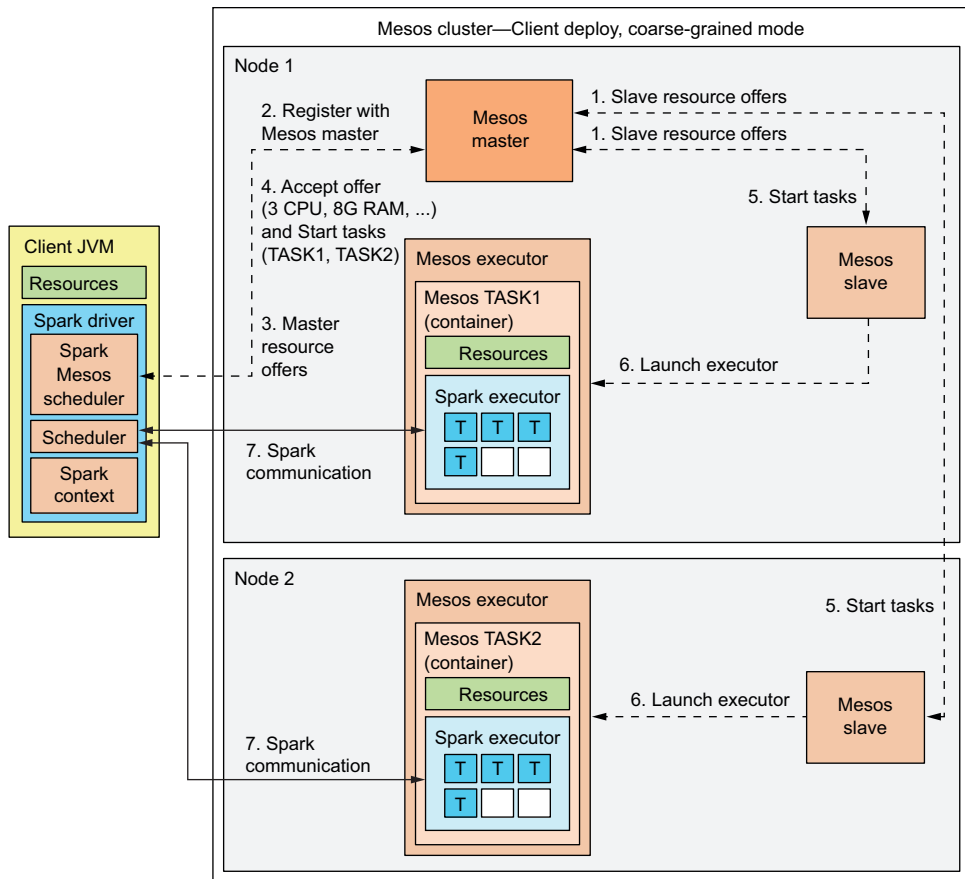 Mesos cluster—Client deploy, coarse-grained mode
Node 1
1. Slave resource offers
2. Register with
Mesos master
Mesos
master
1. Slave resource offers
4. Accept offer
(3 CPU, 8G RAM, ...)
and Start tasks
(TASK1, TASK2)
5. Start tasks
Client JVM
Resources
Spark driver
Spark
Mesos
scheduler
Scheduler
Spark
context
3. Master
resource
offers
Mesos executor
Mesos TASK1
(container)
Resources
Spark executor
T T T
T
Mesos
slave
6. Launch executor
7. Spark
communication
Node 2
Mesos executor
Mesos TASK2
(container)
Resources
Spark executor
T T T
T
5. Start tasks
6. Launch executor
Mesos
slave
7. Spark
communication